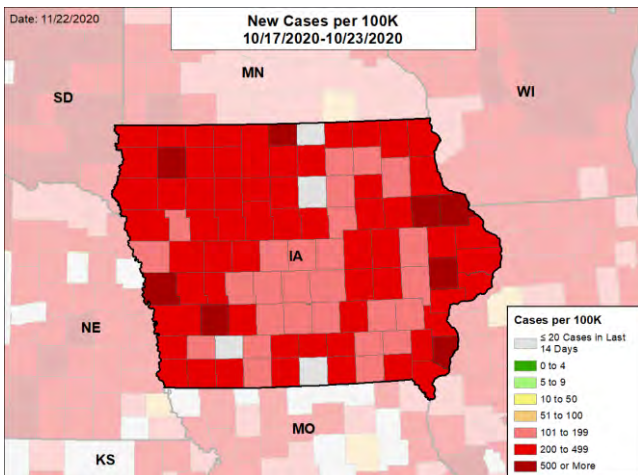 Date: 11/22/2020
New Cases per 100K
10/17/2020-10/23/2020
MN
SD
WI
IA
NE
MO
KS
Cases per 100K
≤ 20 Cases in Last
14 Days
0 to 4
5 to 9
10 to 50
51 to 100
101 to 199
200 to 499
500 or More